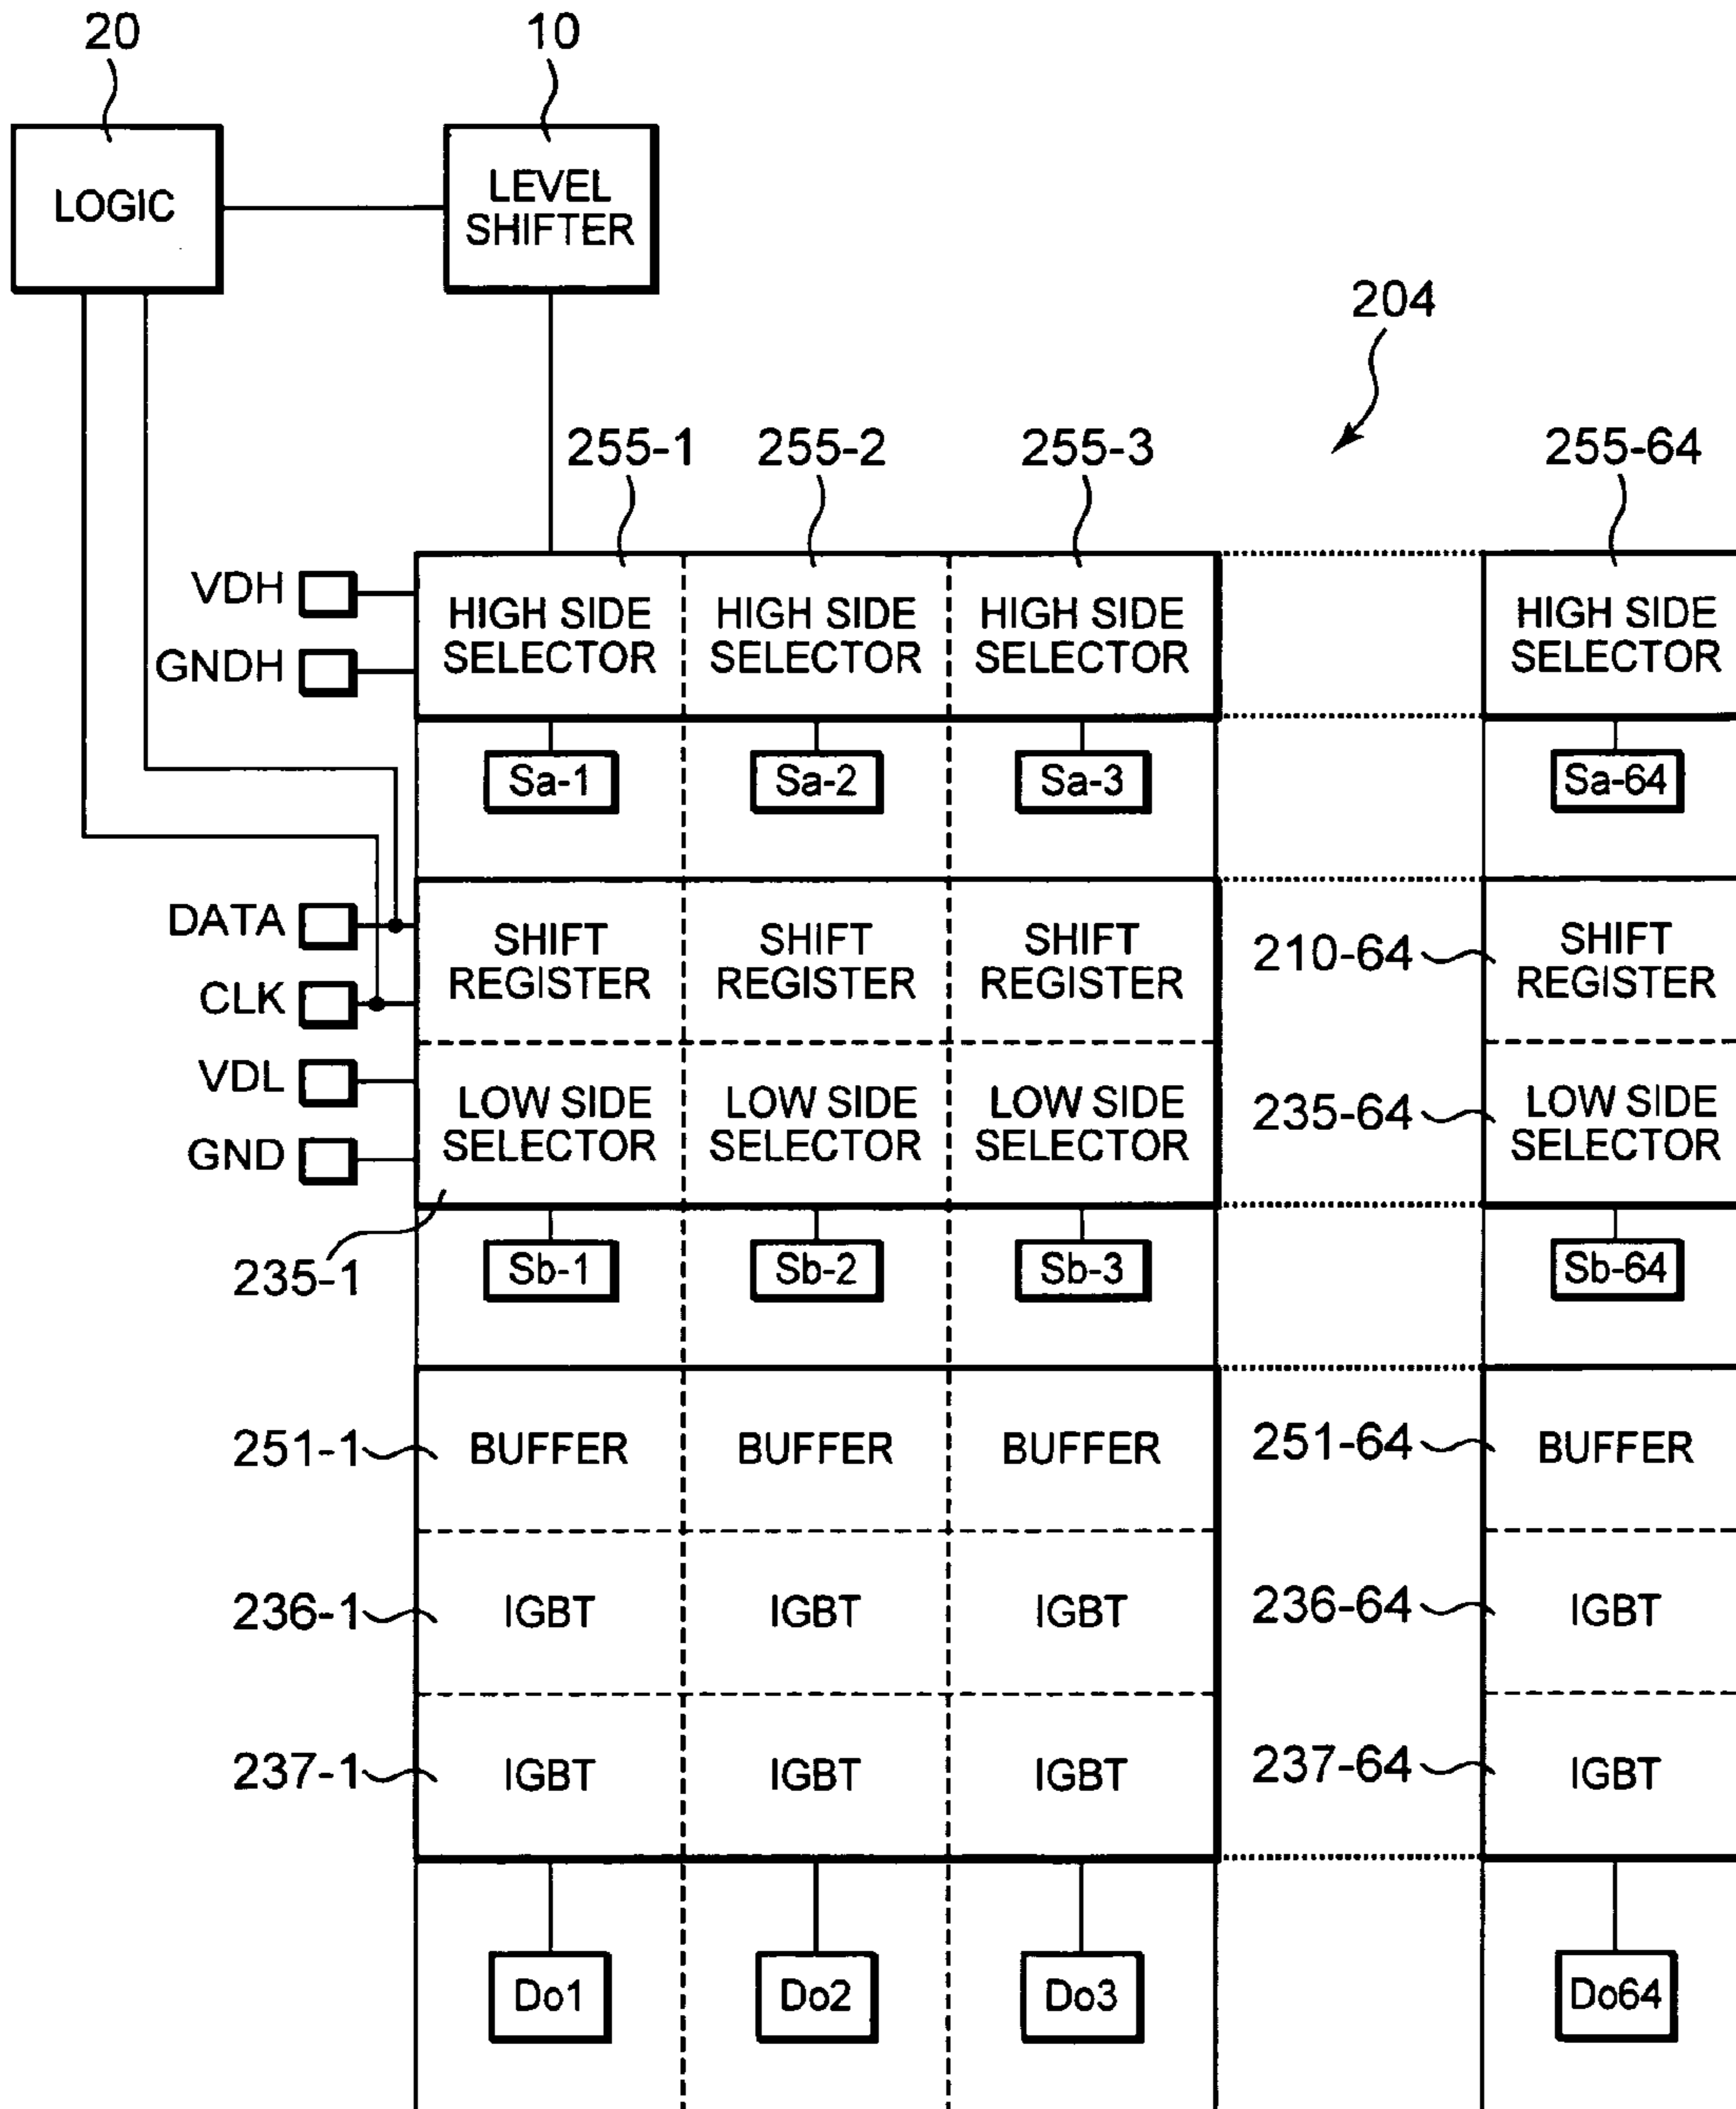 20
10
LOGIC
LEVEL
SHIFTER
204
255-1
255-2
255-3
255-64
VDH
GNDH
HIGH SIDE
SELECTOR
HIGH SIDE
SELECTOR
HIGH SIDE
SELECTOR
HIGH SIDE
SELECTOR
Sa-1
Sa-2
Sa-3
Sa-64
DATA
CLK
SHIFT
REGISTER
SHIFT
REGISTER
SHIFT
REGISTER
210-64
SHIFT
REGISTER
VDL
GND
LOW SIDE
SELECTOR
LOW SIDE
SELECTOR
LOW SIDE
SELECTOR
235-64
LOW SIDE
SELECTOR
235-1
Sb-1
Sb-2
Sb-3
Sb-64
251-1
BUFFER
BUFFER
BUFFER
251-64
BUFFER
236-1
IGBT
IGBT
IGBT
236-64
IGBT
237-1
IGBT
IGBT
IGBT
237-64
IGBT
Do1
Do2
Do3
Do64